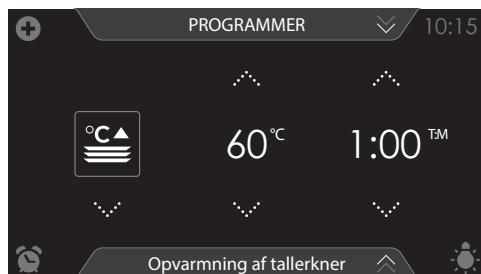 PROGRAMMER
10:15
°C
60 °C
1:00 T:M
Opvarmning af tallerkner